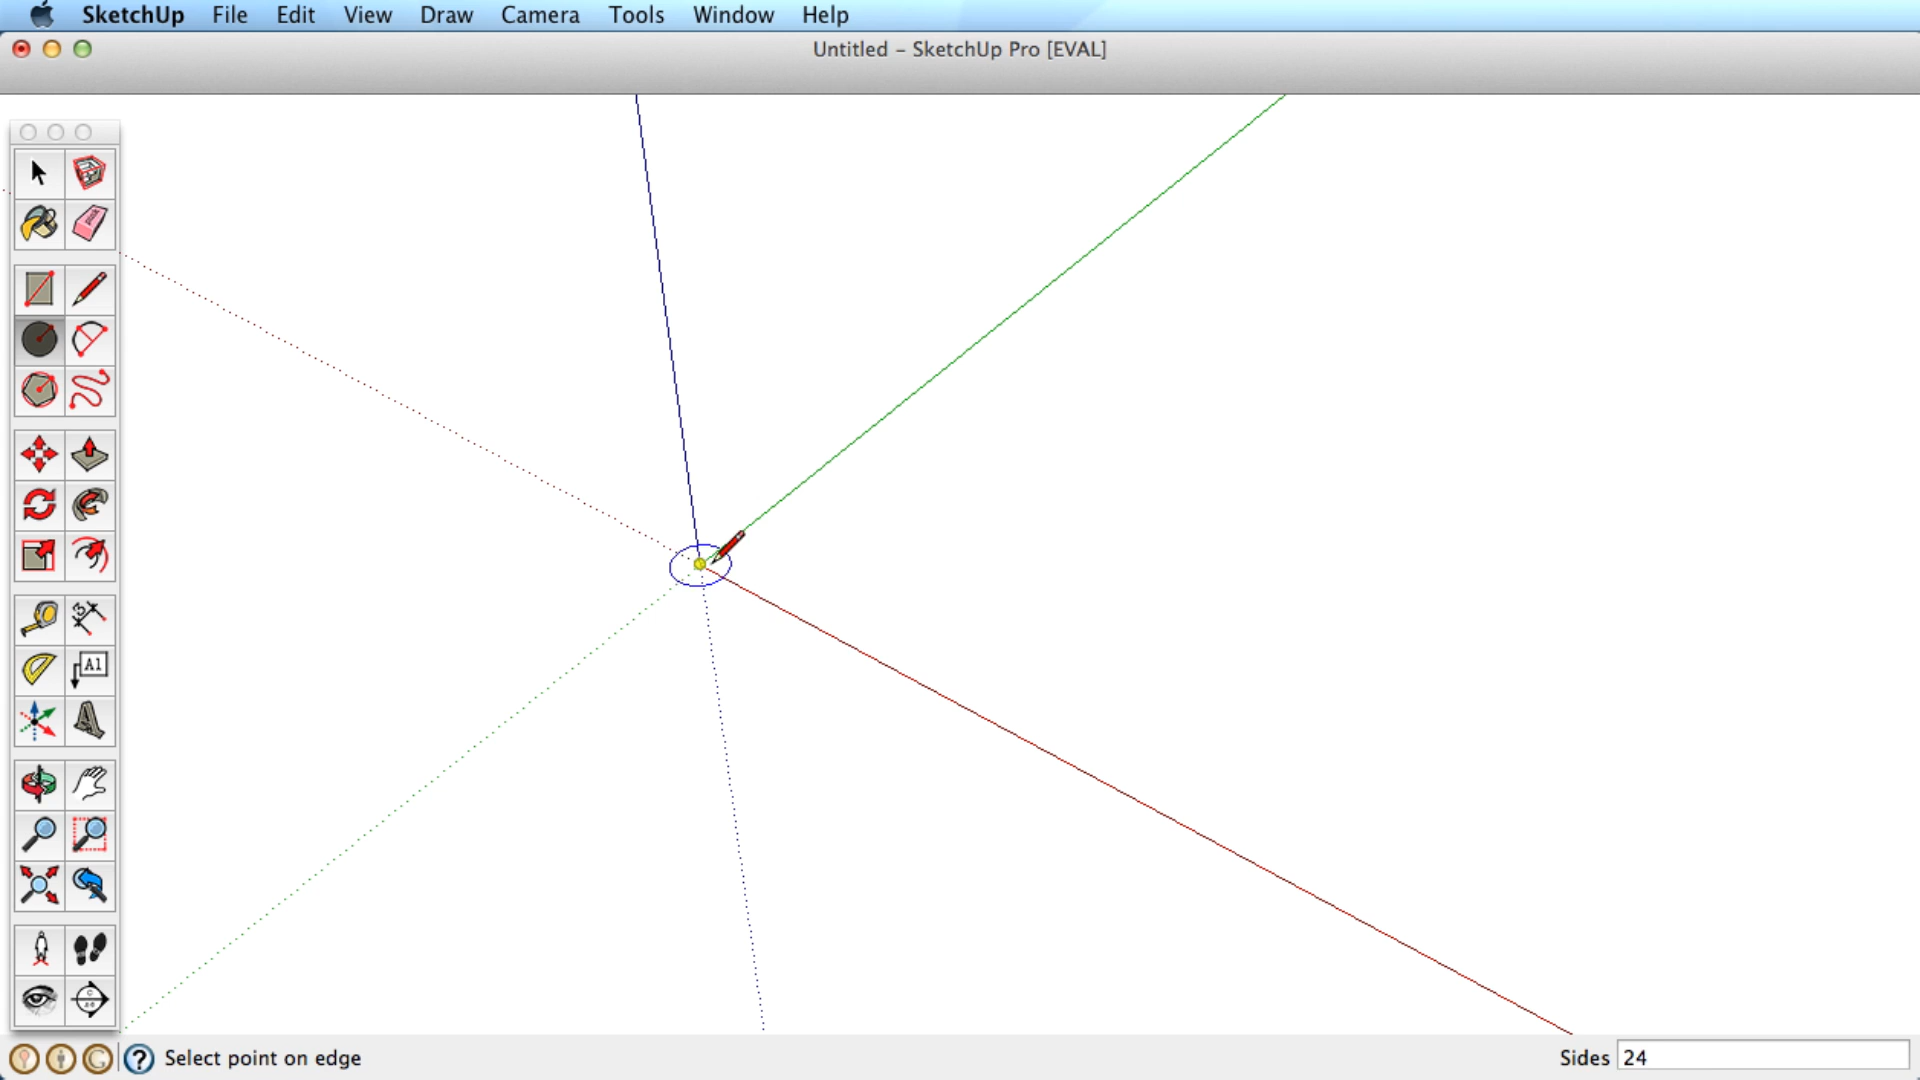 SketchUp File Edit View Draw Camera Tools Window Help
Untitled – SketchUp Pro [EVAL]
3
A1
Select point on edge
Sides 24